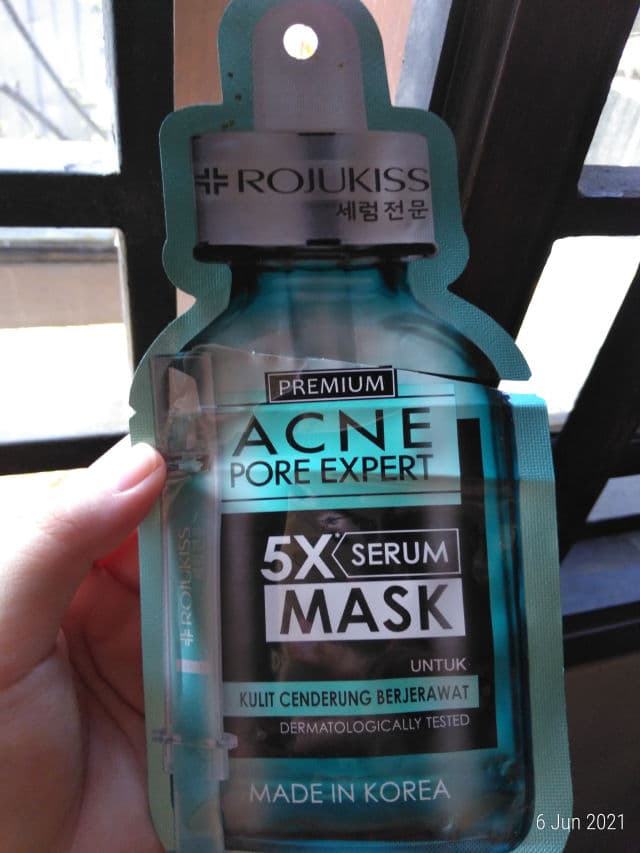 ROJUKISS
세럼전문
PREMIUM
ACNE
PORE EXPERT
5X SERUM
MASK
UNTUK
KULIT CENDERUNG BERJERAWAT
DERMATOLOGICALLY TESTED
MADE IN KOREA
ROJUKISS
6 Jun 2021